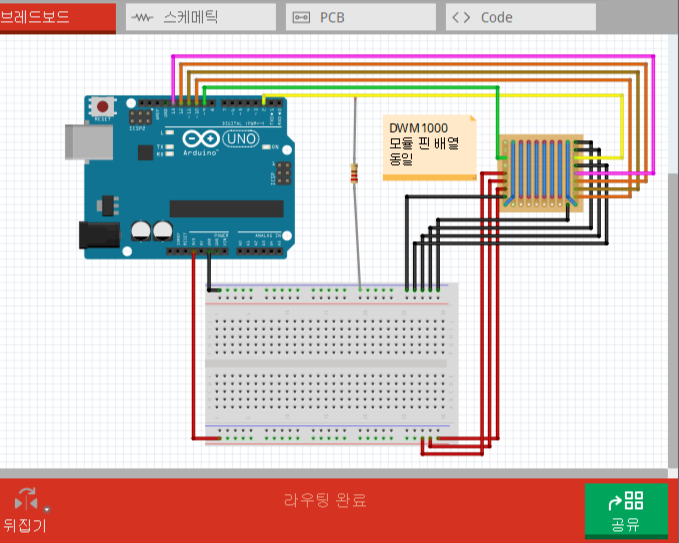 브레드보드
스케메틱
PCB
Code
RESET
ICSP2
L
TX
RX
Arduino
UNO
ON
DIGITAL (PWM~)
ICSP
POWER
ANALOG IN
DWM1000
모듈 핀 배열
동일
라우팅 완료
뒤집기
공유